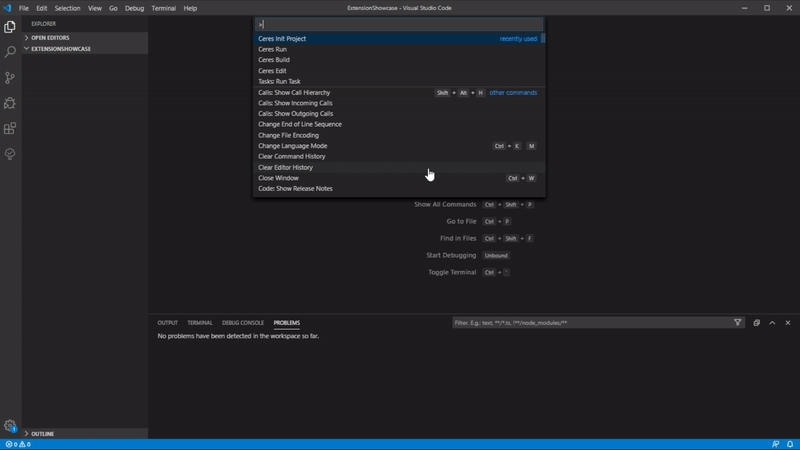 File Edit Selection View Go Debug Terminal Help
ExtensionShowcase - Visual Studio Code
EXPLORER
OPEN EDITORS
EXTENSIONSHOWCASE
>
Ceres Init Project recently used
Ceres Run
Ceres Build
Ceres Edit
Tasks: Run Task
Calls: Show Call Hierarchy Shift + Alt + H other commands
Calls: Show Incoming Calls
Calls: Show Outgoing Calls
Change End of Line Sequence
Change File Encoding
Change Language Mode Ctrl + K M
Clear Command History
Clear Editor History
Close Window Ctrl + W
Code: Show Release Notes
Show All Commands Ctrl + Shift + P
Go to File Ctrl + P
Find in Files Ctrl + Shift + F
Start Debugging Unbound
Toggle Terminal Ctrl + `
OUTPUT TERMINAL DEBUG CONSOLE PROBLEMS
Filter. E.g.: text, **/*.ts, !**/node_modules/**
No problems have been detected in the workspace so far.
1
OUTLINE
0 0